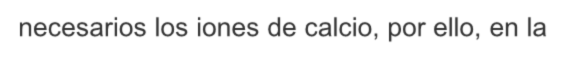 necesarios los iones de calcio, por ello, en la